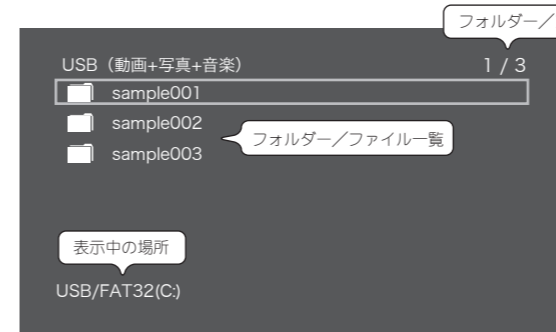 フォルダー／
USB（動画+写真+音楽）
1 / 3
sample001
sample002
フォルダー／ファイル一覧
sample003
表示中の場所
USB/FAT32(C:)